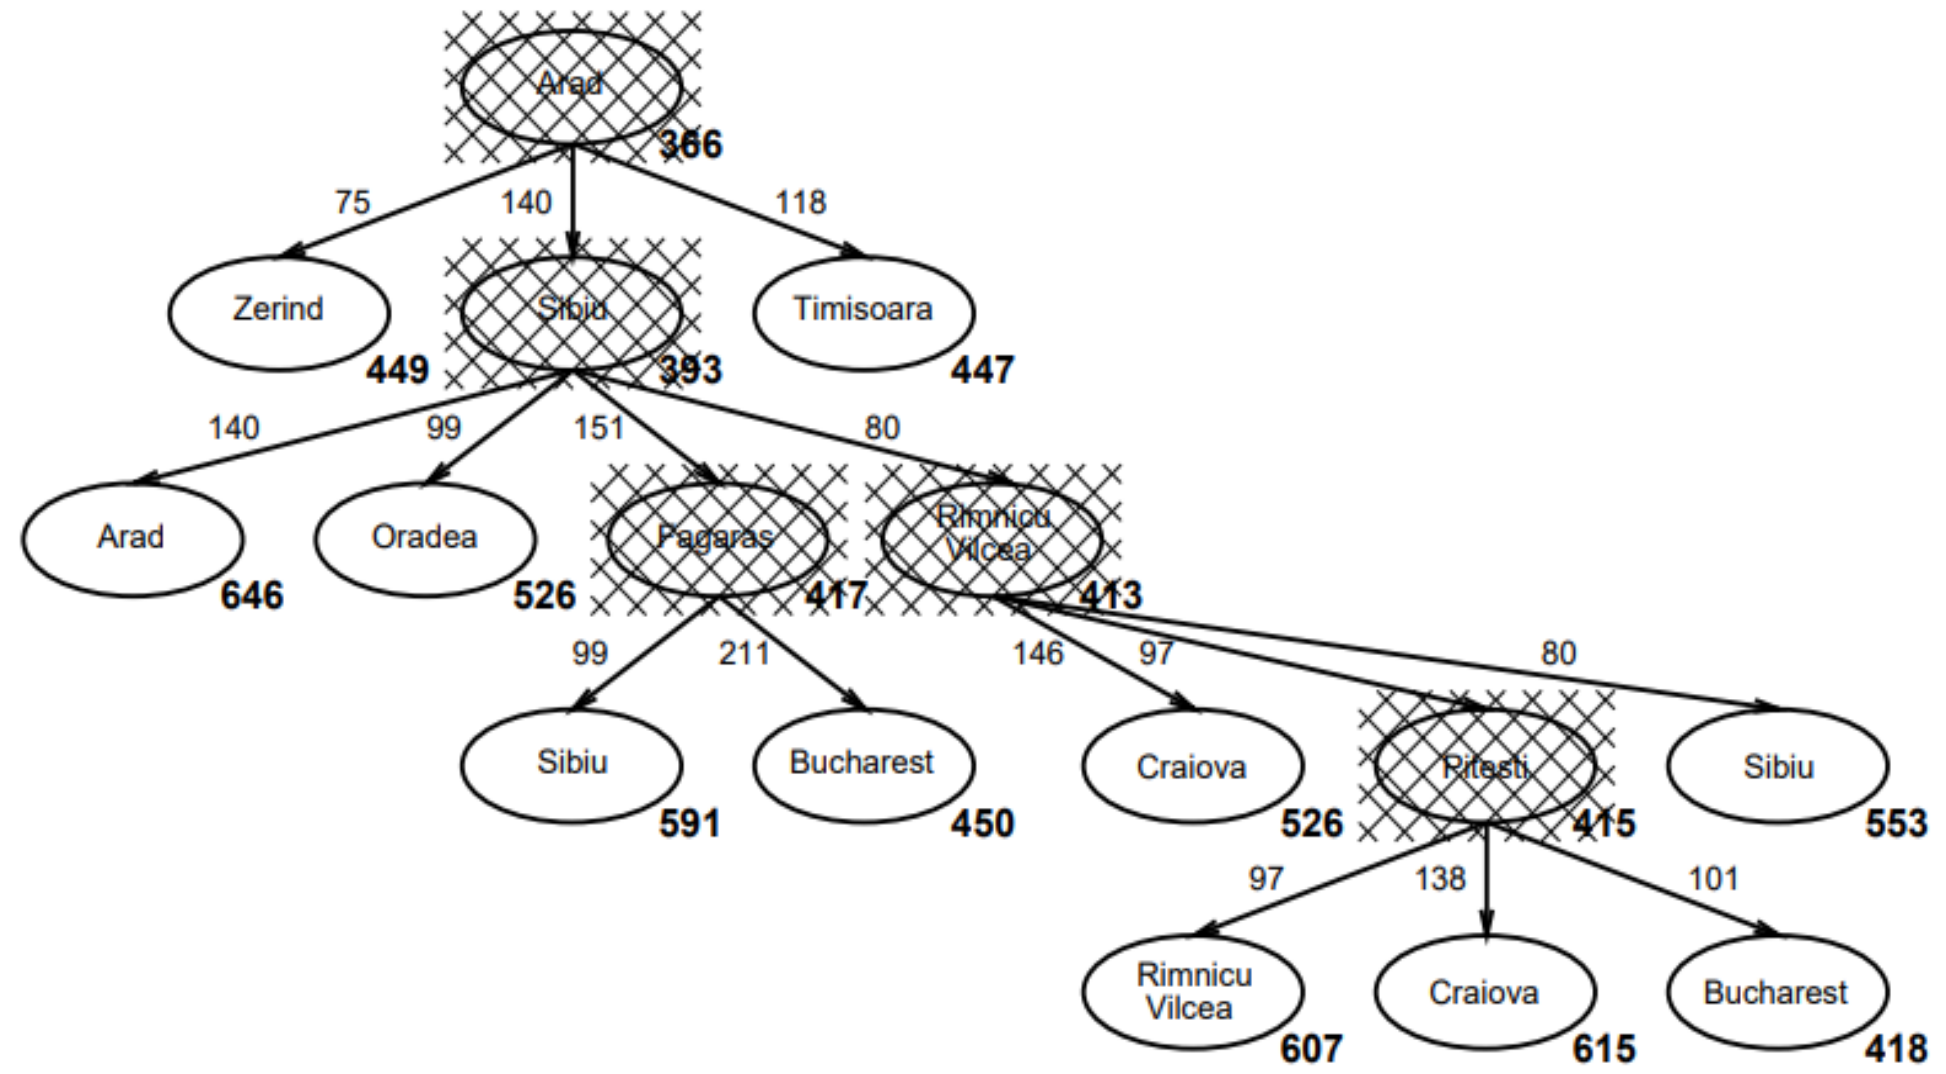 Arad
366
75
140
118
Zerind
Sibiu
Timisoara
449
393
447
140
99
151
80
Arad
Oradea
Fagaras
Rimnicu
Vilcea
646
526
417
413
99
211
146
97
80
Sibiu
Bucharest
Craiova
Pitesti
Sibiu
591
450
526
415
553
97
138
101
Rimnicu
Vilcea
Craiova
Bucharest
607
615
418